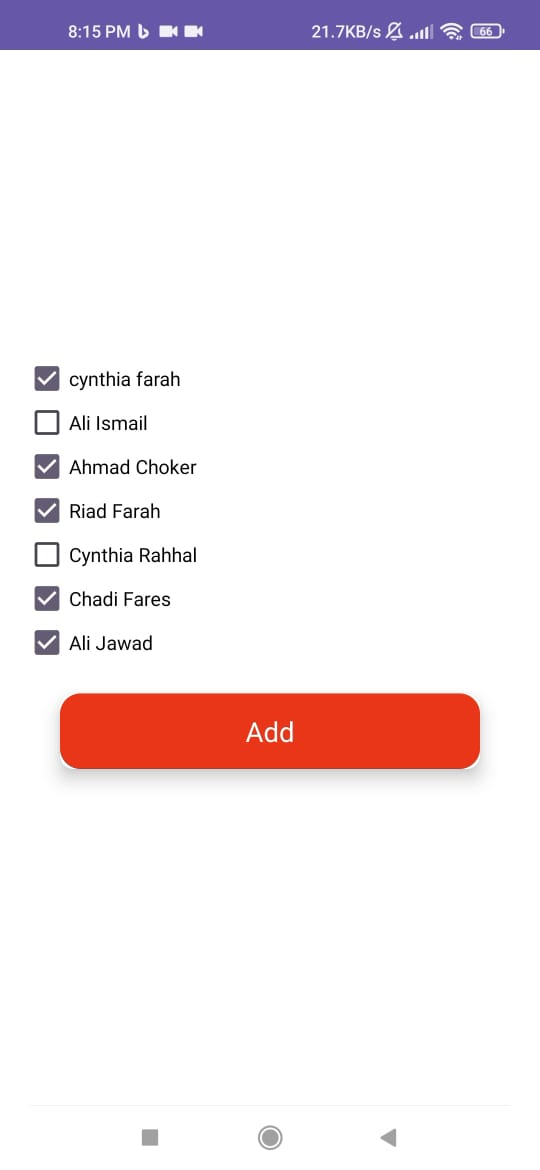 8:15 PM
21.7KB/s
66
cynthia farah
Ali Ismail
Ahmad Choker
Riad Farah
Cynthia Rahhal
Chadi Fares
Ali Jawad
Add